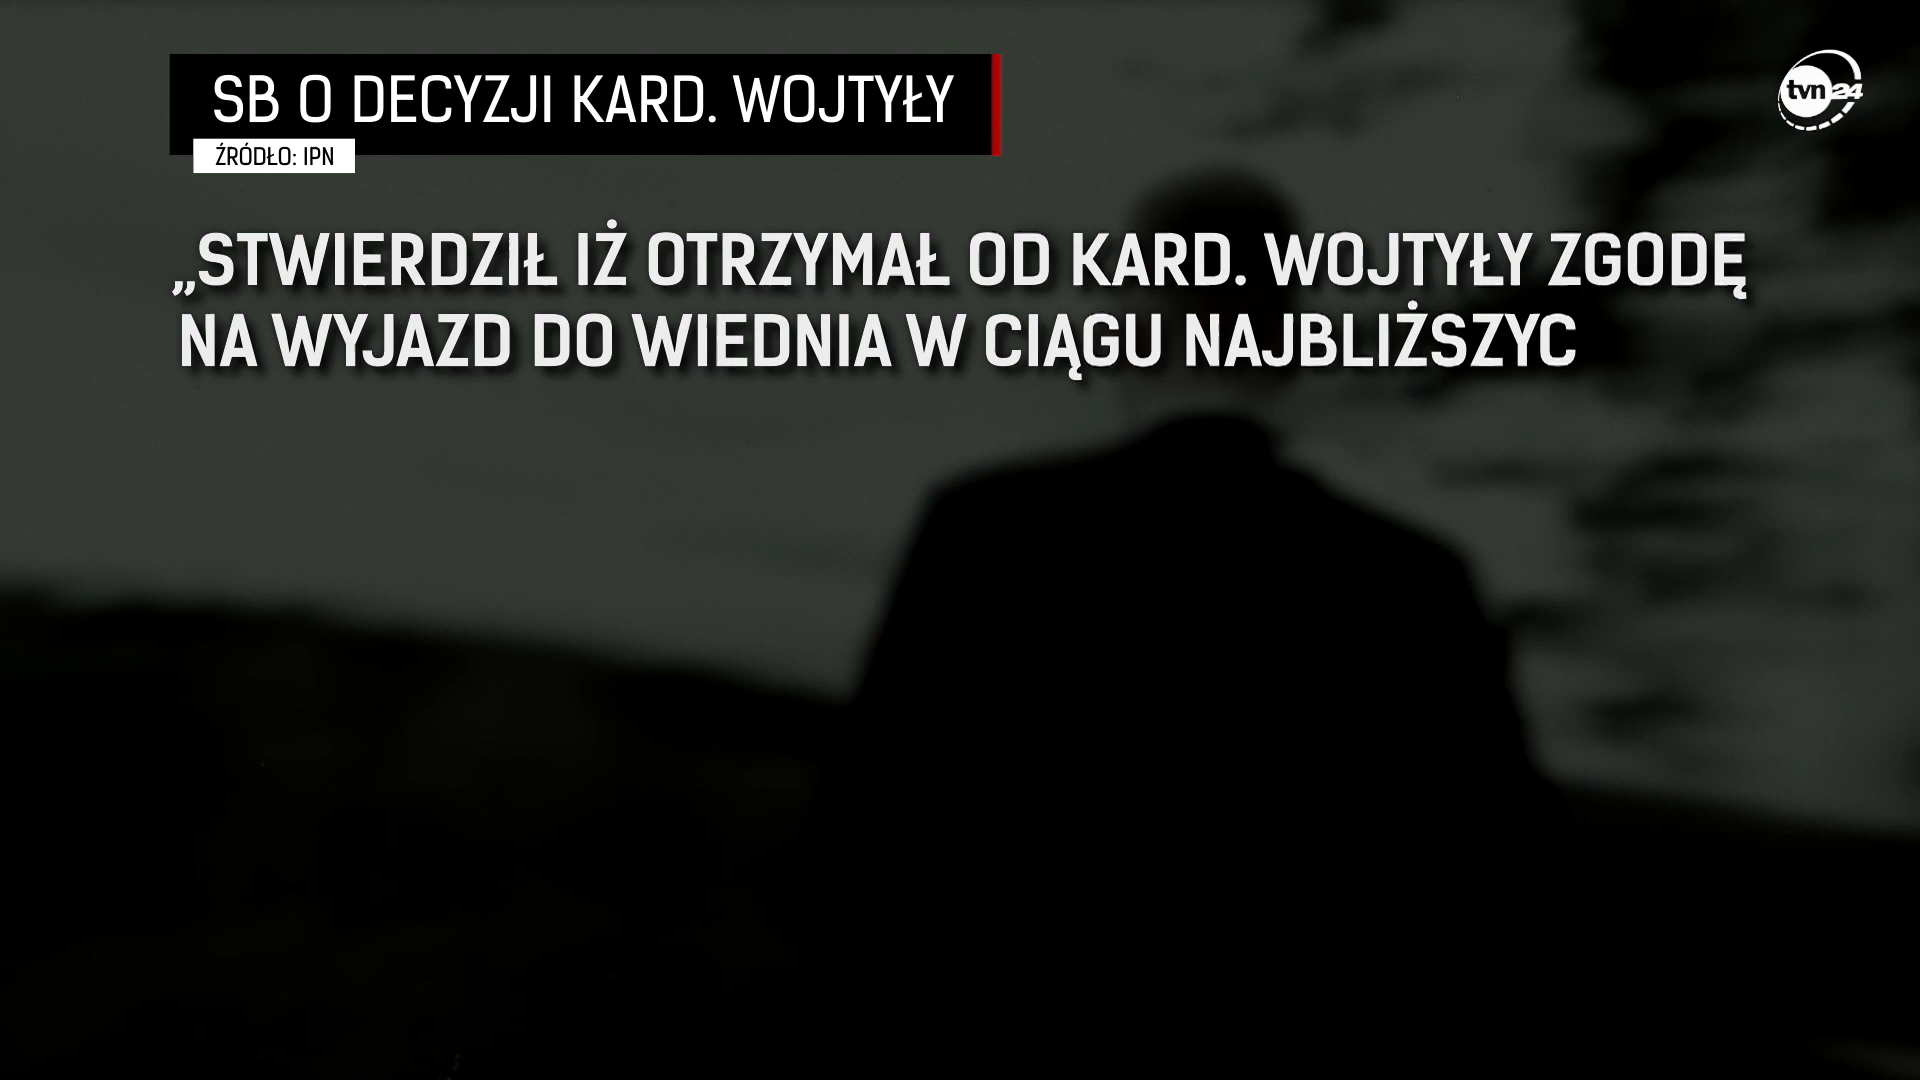 SB O DECYZJI KARD. WOJTYŁY
ŹRÓDŁO: IPN
tvn24
„STWIERDZIŁ IŻ OTRZYMAŁ OD KARD. WOJTYŁY ZGODĘ
NA WYJAZD DO WIEDNIA W CIĄGU NAJBLIŻSZYC